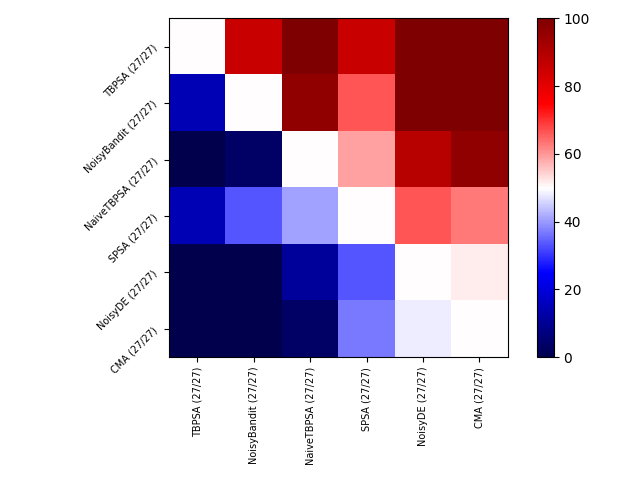 TBPSA (27/27)
NoisyBandit (27/27)
NaiveTBPSA (27/27)
SPSA (27/27)
NoisyDE (27/27)
CMA (27/27)
TBPSA (27/27)
NoisyBandit (27/27)
NaiveTBPSA (27/27)
SPSA (27/27)
NoisyDE (27/27)
CMA (27/27)
100
80
60
40
20
0